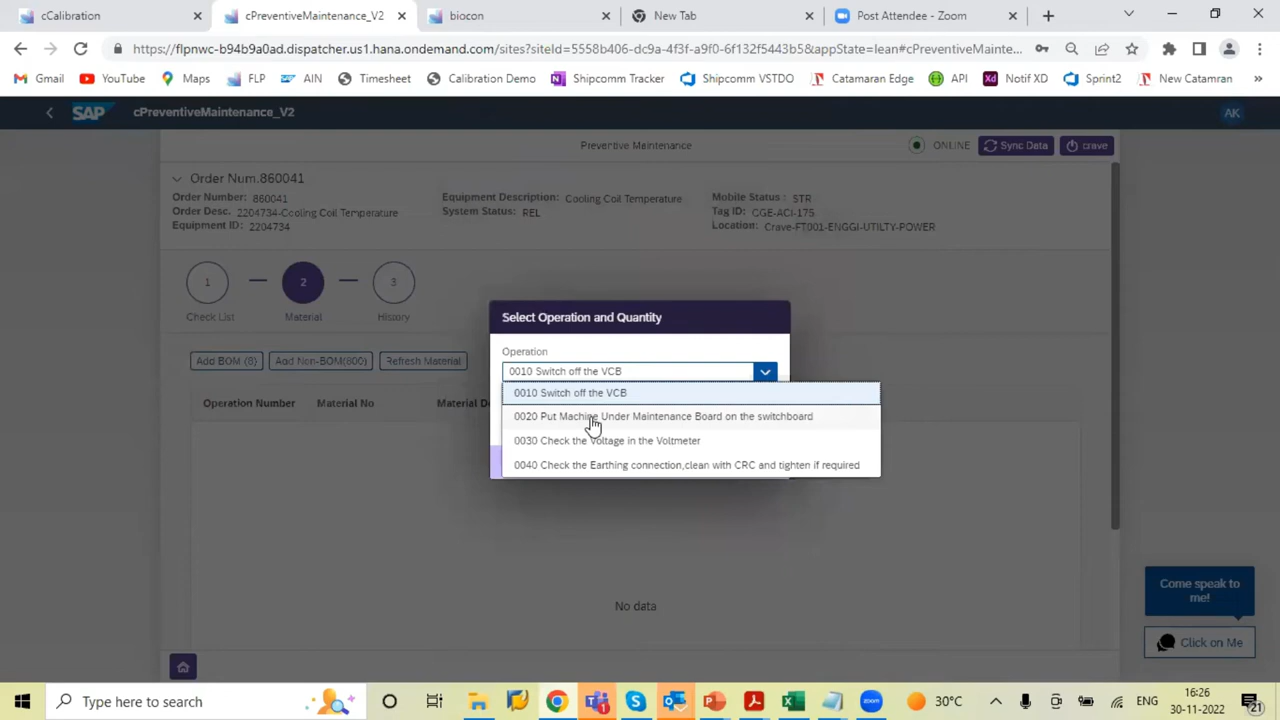 cCalibration
cPreventiveMaintenance_V2
biocon
New Tab
Post Attendee - Zoom
https://flpnwc-b94b9a0ad.dispatcher.us1.hana.ondemand.com/sites?siteId=5558b406-dc9a-4f3f-a9f0-6f132f5443b5&appState=lean#cPreventiveMainte...
Gmail YouTube Maps FLP AIN Timesheet Calibration Demo Shipcomm Tracker Shipcomm VSTDO Catamaran Edge API Notif XD Sprint2 New Catamran »
SAP cPreventiveMaintenance_V2 AK
Preventive Maintenance ONLINE Sync Data crave
Order Num.860041
Order Number: 860041 Equipment Description: Cooling Coil Temperature Mobile Status : STR
Order Desc. 2204734-Cooling Coil Temperature System Status: REL Tag ID: CGE-ACI-175
Equipment ID: 2204734 Location: Crave-FT001-ENGGI-UTILTY-POWER
1 2 3
Check List Material History
Select Operation and Quantity
Operation
0010 Switch off the VCB
0010 Switch off the VCB
0020 Put Machine Under Maintenance Board on the switchboard
0030 Check the Voltage in the Voltmeter
0040 Check the Earthing connection,clean with CRC and tighten if required
Add BOM (8) Add Non-BOM(800) Refresh Material
Operation Number Material No Material De
No data
Come speak to
me!
Click on Me
Type here to search
30°C
ENG
16:26
30-11-2022
21